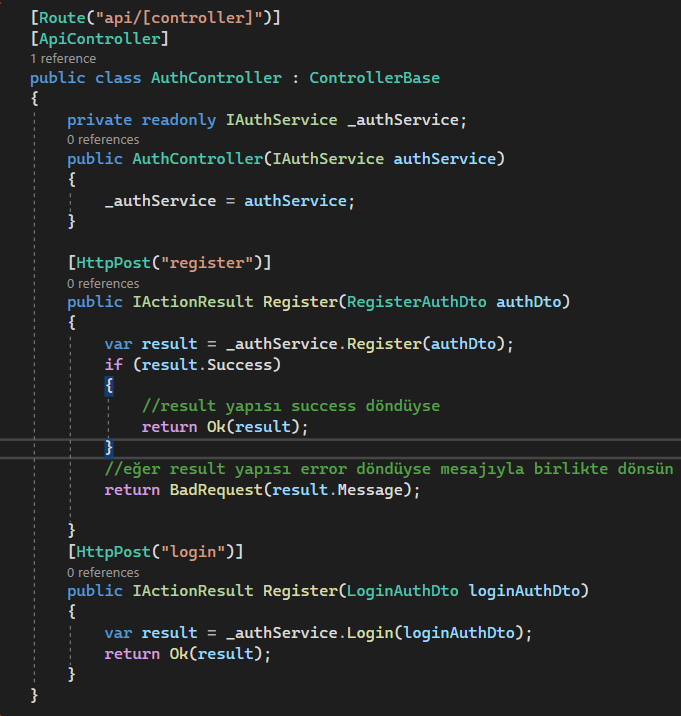 [Route("api/[controller]")]
[ApiController]
1 reference
public class AuthController : ControllerBase
{
private readonly IAuthService _authService;
0 references
public AuthController(IAuthService authService)
{
_authService = authService;
}
[HttpPost("register")]
0 references
public IActionResult Register(RegisterAuthDto authDto)
{
var result = _authService.Register(authDto);
if (result.Success)
{
//result yapısı success döndüyse
return Ok(result);
}
//eğer result yapısı error döndüyse mesajıyla birlikte dönsün
return BadRequest(result.Message);
}
[HttpPost("login")]
0 references
public IActionResult Register(LoginAuthDto loginAuthDto)
{
var result = _authService.Login(loginAuthDto);
return Ok(result);
}
}